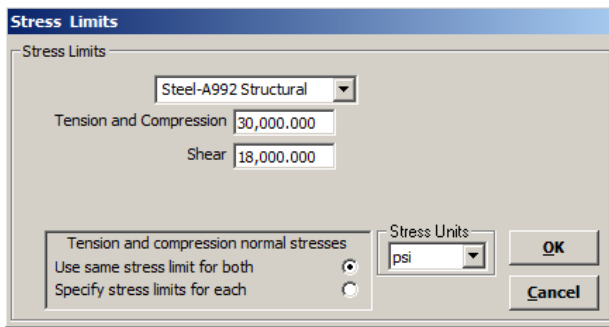 Stress Limits
Stress Limits
Steel-A992 Structural
Tension and Compression 30,000.000
Shear 18,000.000
Tension and compression normal stresses
Use same stress limit for both
Specify stress limits for each
Stress Units
psi
OK
Cancel